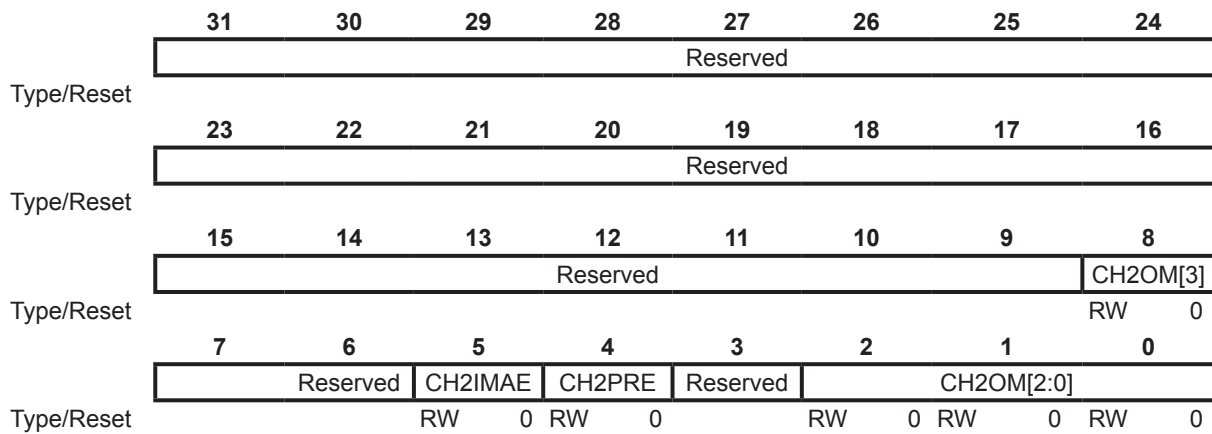 31 30 29 28 27 26 25 24
Reserved
Type/Reset
23 22 21 20 19 18 17 16
Reserved
Type/Reset
15 14 13 12 11 10 9 8
Reserved CH2OM[3]
Type/Reset RW 0
7 6 5 4 3 2 1 0
Reserved CH2IMAE CH2PRE Reserved CH2OM[2:0]
Type/Reset RW 0 RW 0 RW 0 RW 0 RW 0